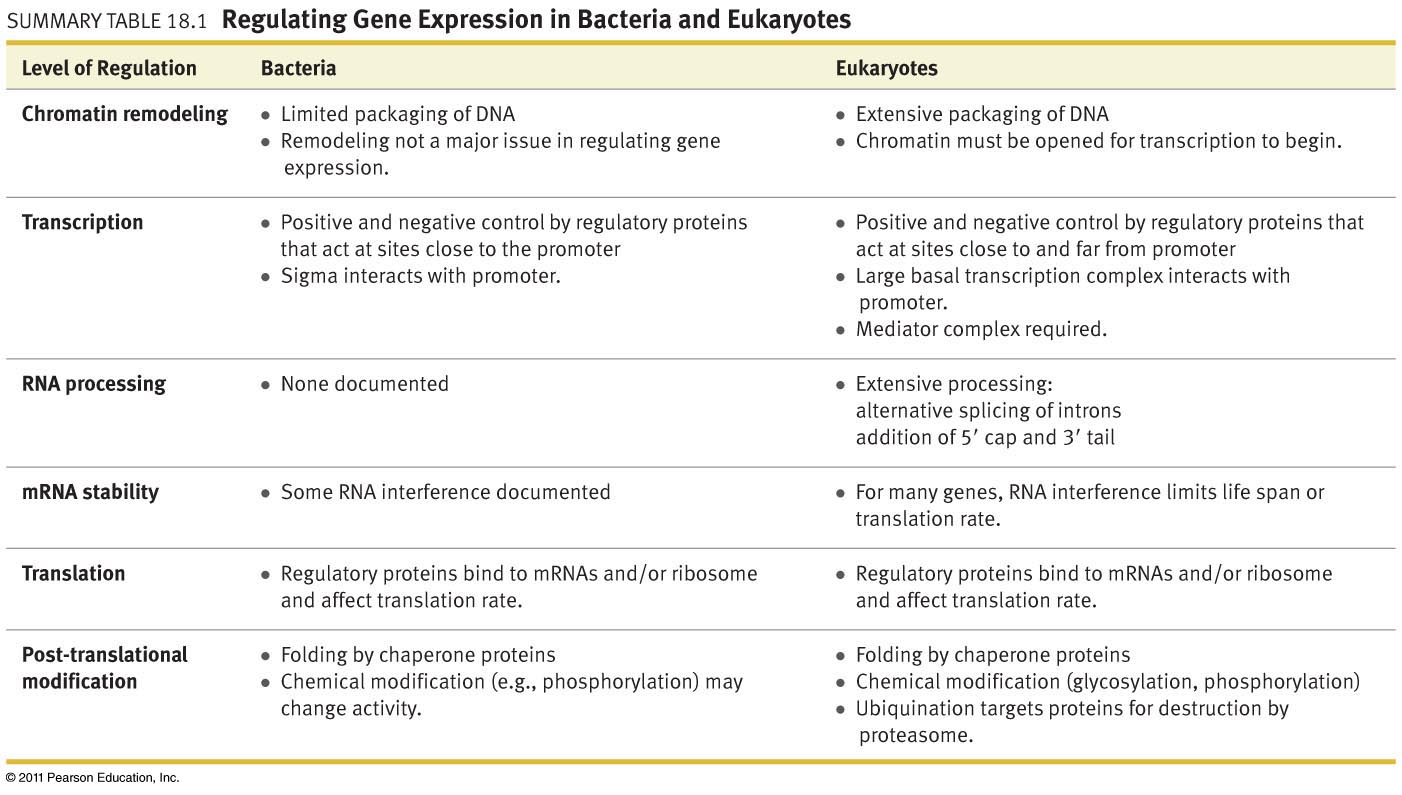 SUMMARY TABLE 18.1 Regulating Gene Expression in Bacteria and Eukaryotes
Level of Regulation Bacteria Eukaryotes
Chromatin remodeling
• Limited packaging of DNA
• Remodeling not a major issue in regulating gene
expression.
• Extensive packaging of DNA
• Chromatin must be opened for transcription to begin.
Transcription
• Positive and negative control by regulatory proteins
that act at sites close to the promoter
• Sigma interacts with promoter.
• Positive and negative control by regulatory proteins that
act at sites close to and far from promoter
• Large basal transcription complex interacts with
promoter.
• Mediator complex required.
RNA processing
• None documented
• Extensive processing:
alternative splicing of introns
addition of 5′ cap and 3′ tail
mRNA stability
• Some RNA interference documented
• For many genes, RNA interference limits life span or
translation rate.
Translation
• Regulatory proteins bind to mRNAs and/or ribosome
and affect translation rate.
• Regulatory proteins bind to mRNAs and/or ribosome
and affect translation rate.
Post-translational
modification
• Folding by chaperone proteins
• Chemical modification (e.g., phosphorylation) may
change activity.
• Folding by chaperone proteins
• Chemical modification (glycosylation, phosphorylation)
• Ubiquination targets proteins for destruction by
proteasome.
© 2011 Pearson Education, Inc.